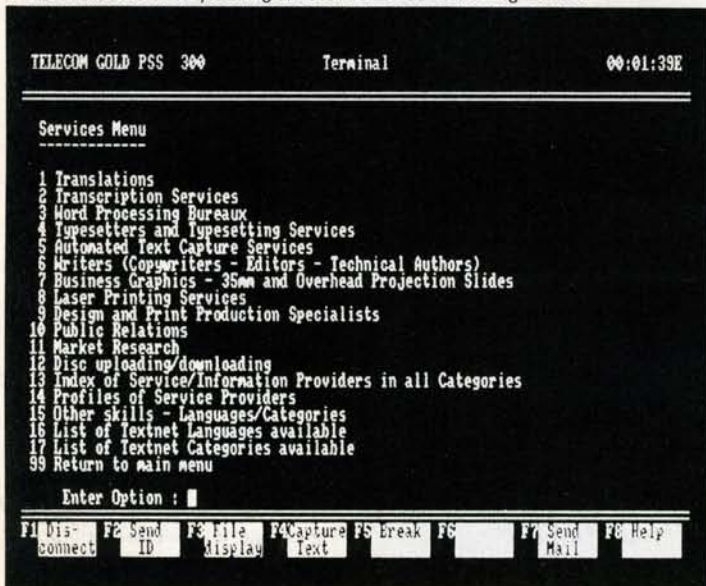 TELECOM GOLD PSS 300 Terminal 00:01:39E
Services Menu
-------------
1 Translations
2 Transcription Services
3 Word Processing Bureaux
4 Typesetters and Typesetting Services
5 Automated Text Capture Services
6 Writers (Copywriters - Editors - Technical Authors)
7 Business Graphics - 35mm and Overhead Projection Slides
8 Laser Printing Services
9 Design and Print Production Specialists
10 Public Relations
11 Market Research
12 Disc uploading/downloading
13 Index of Service/Information Providers in all Categories
14 Profiles of Service Providers
15 Other skills - Languages/Categories
16 List of Textnet Languages available
17 List of Textnet Categories available
99 Return to main menu
Enter Option :
F1 Dis- F2 Send F3 File F4 Capture F5 Break F6 F7 Send F8 Help
connect ID display Text Mail